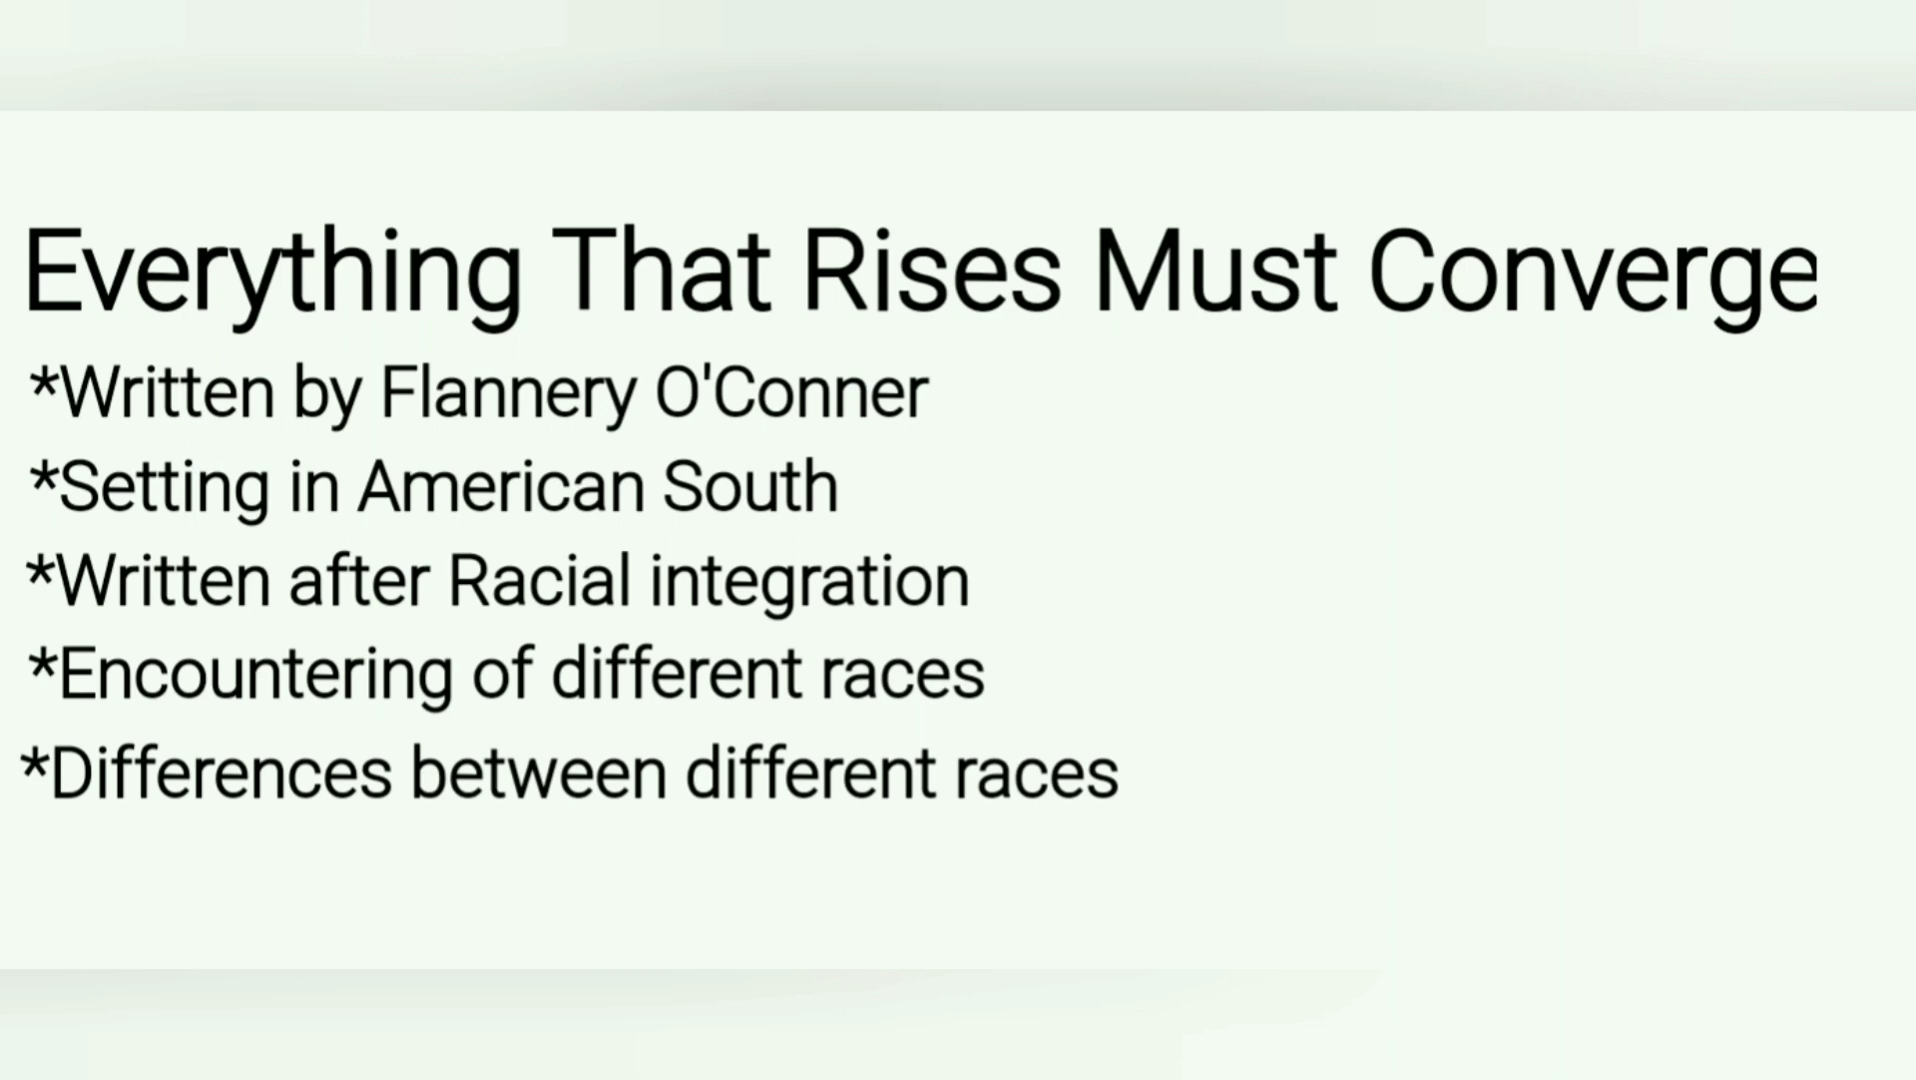 Everything That Rises Must Converge
*Written by Flannery O'Conner
*Setting in American South
*Written after Racial integration
*Encountering of different races
*Differences between different races